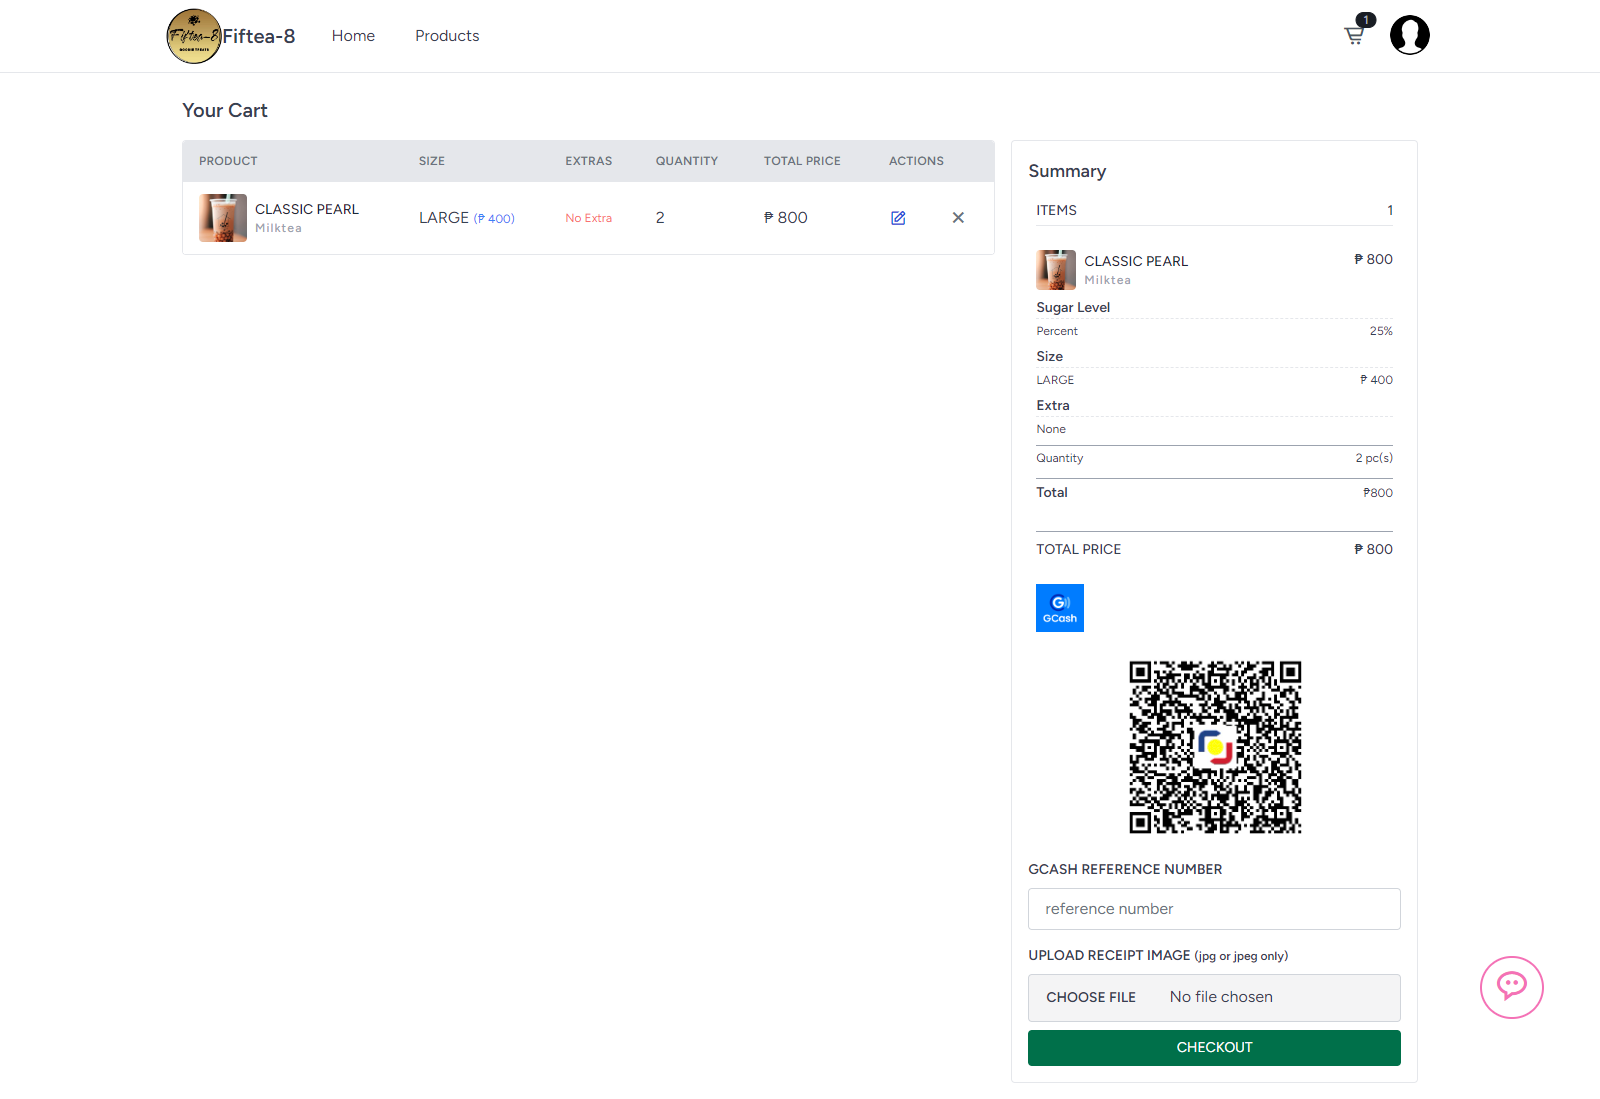 Fiftea-8
Fiftea-8
Home
Products
1
Your Cart
PRODUCT
SIZE
EXTRAS
QUANTITY
TOTAL PRICE
ACTIONS
CLASSIC PEARL
Milktea
LARGE (₱ 400)
No Extra
2
₱ 800
Summary
ITEMS 1
CLASSIC PEARL ₱ 800
Milktea
Sugar Level
Percent 25%
Size
LARGE ₱ 400
Extra
None
Quantity 2 pc(s)
Total ₱800
TOTAL PRICE ₱ 800
G
GCash
GCASH REFERENCE NUMBER
reference number
UPLOAD RECEIPT IMAGE (jpg or jpeg only)
CHOOSE FILE No file chosen
CHECKOUT